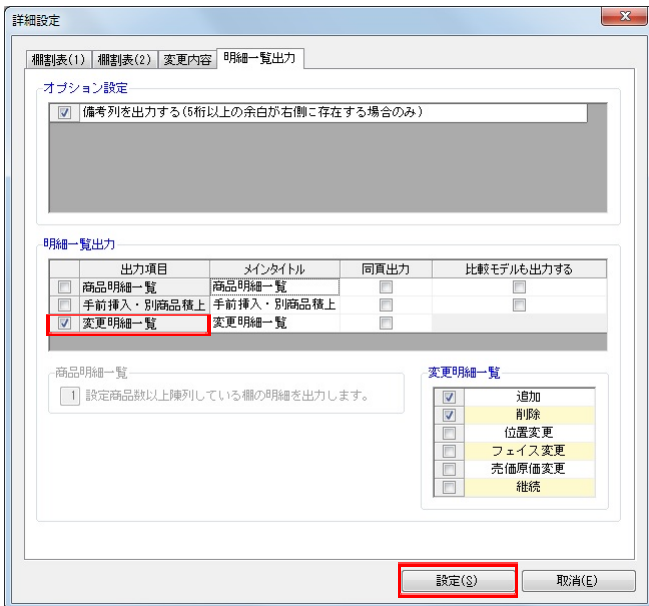 詳細設定
棚割表(1) 棚割表(2) 変更内容 明細一覧出力
オプション設定
備考列を出力する(5桁以上の余白が右側に存在する場合のみ)
明細一覧出力
出力項目 メインタイトル 同頁出力 比較モデルも出力する
商品明細一覧 商品明細一覧
手前挿入・別商品積上 手前挿入・別商品積上
変更明細一覧 変更明細一覧
商品明細一覧
1 設定商品数以上陳列している棚の明細を出力します。
変更明細一覧
追加
削除
位置変更
フェイス変更
売価原価変更
継続
設定(S) 取消(E)